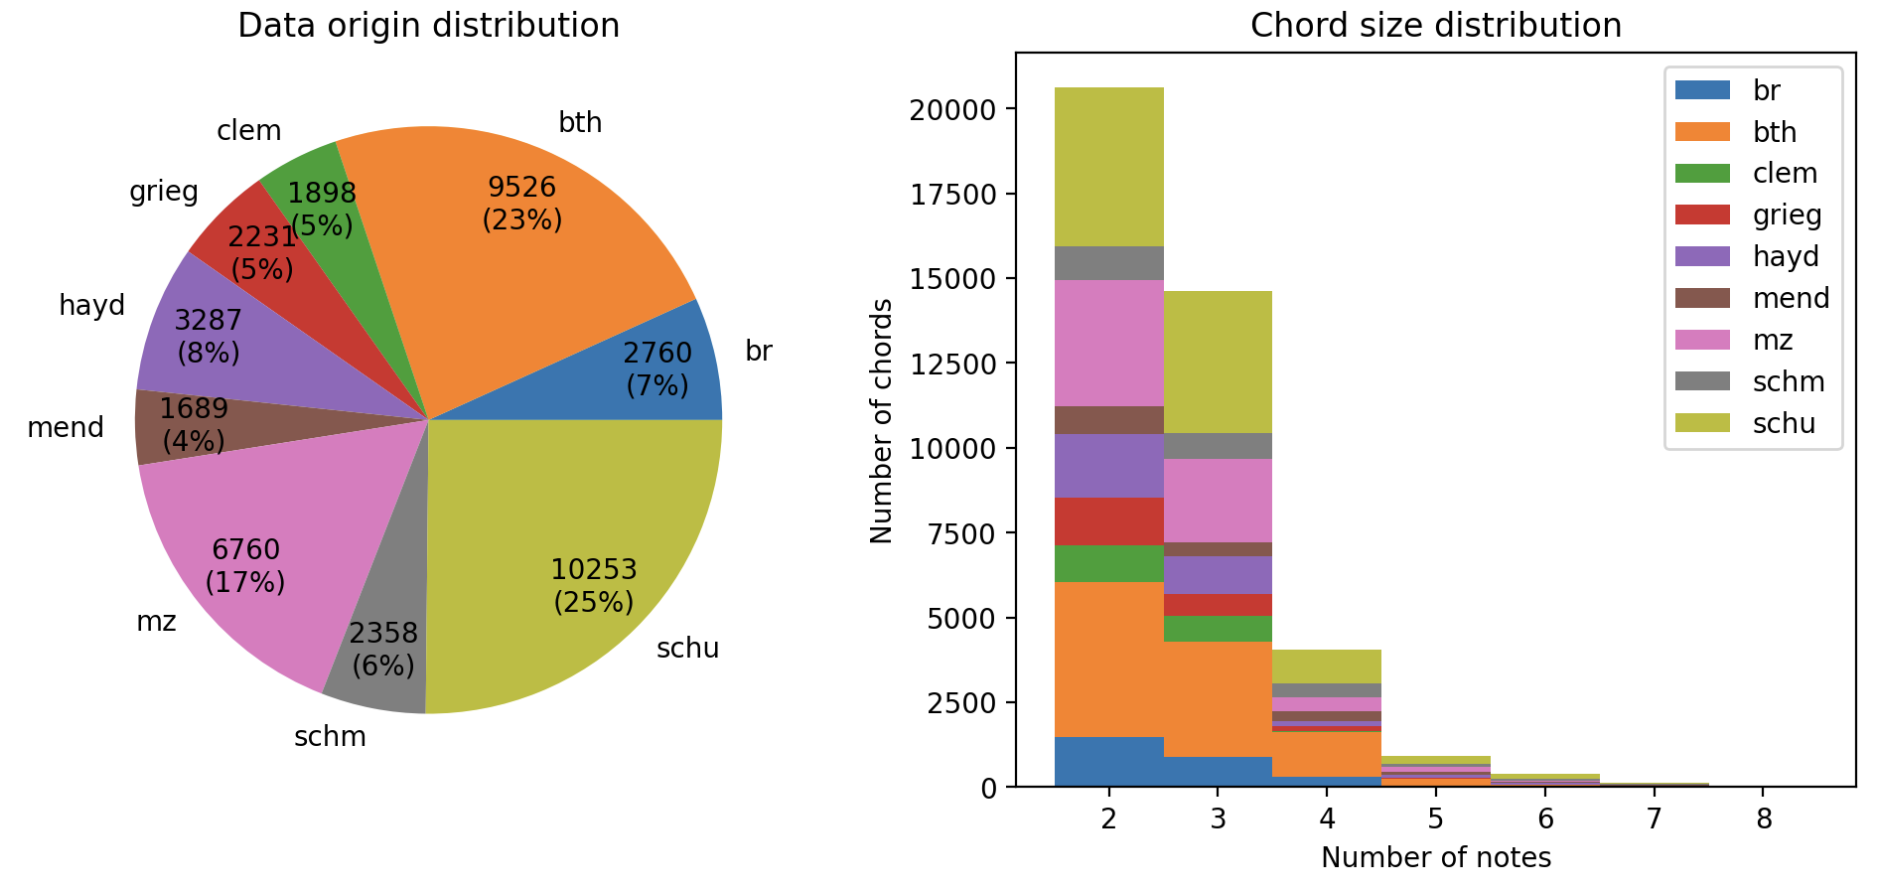 Data origin distribution
clem
bth
grieg
1898
(5%)
9526
(23%)
2231
(5%)
hayd
3287
(8%)
br
2760
(7%)
mend
1689
(4%)
6760
(17%)
10253
(25%)
mz
2358
(6%)
schu
schm
Chord size distribution
Number of chords
20000
17500
15000
12500
10000
7500
5000
2500
0
br
bth
clem
grieg
hayd
mend
mz
schm
schu
2 3 4 5 6 7 8
Number of notes